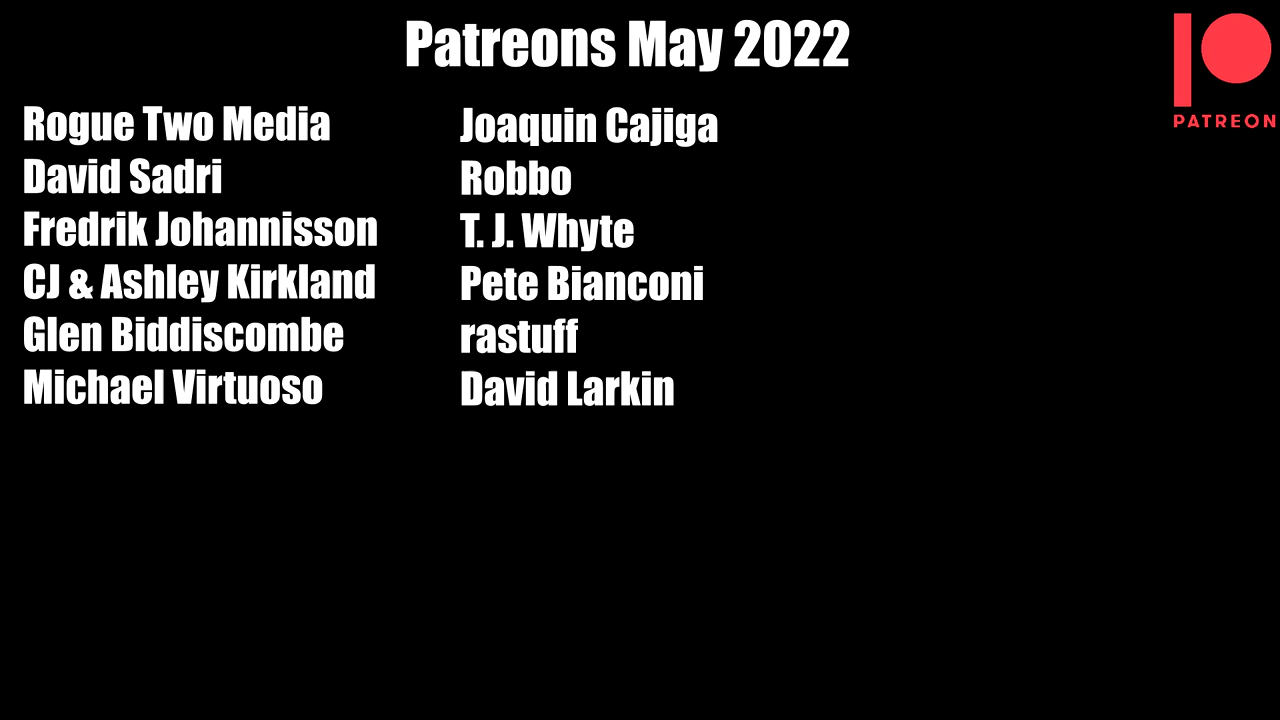 Patreons May 2022
PATREON
Rogue Two Media
David Sadri
Fredrik Johannisson
CJ & Ashley Kirkland
Glen Biddiscombe
Michael Virtuoso
Joaquin Cajiga
Robbo
T. J. Whyte
Pete Bianconi
rastuff
David Larkin